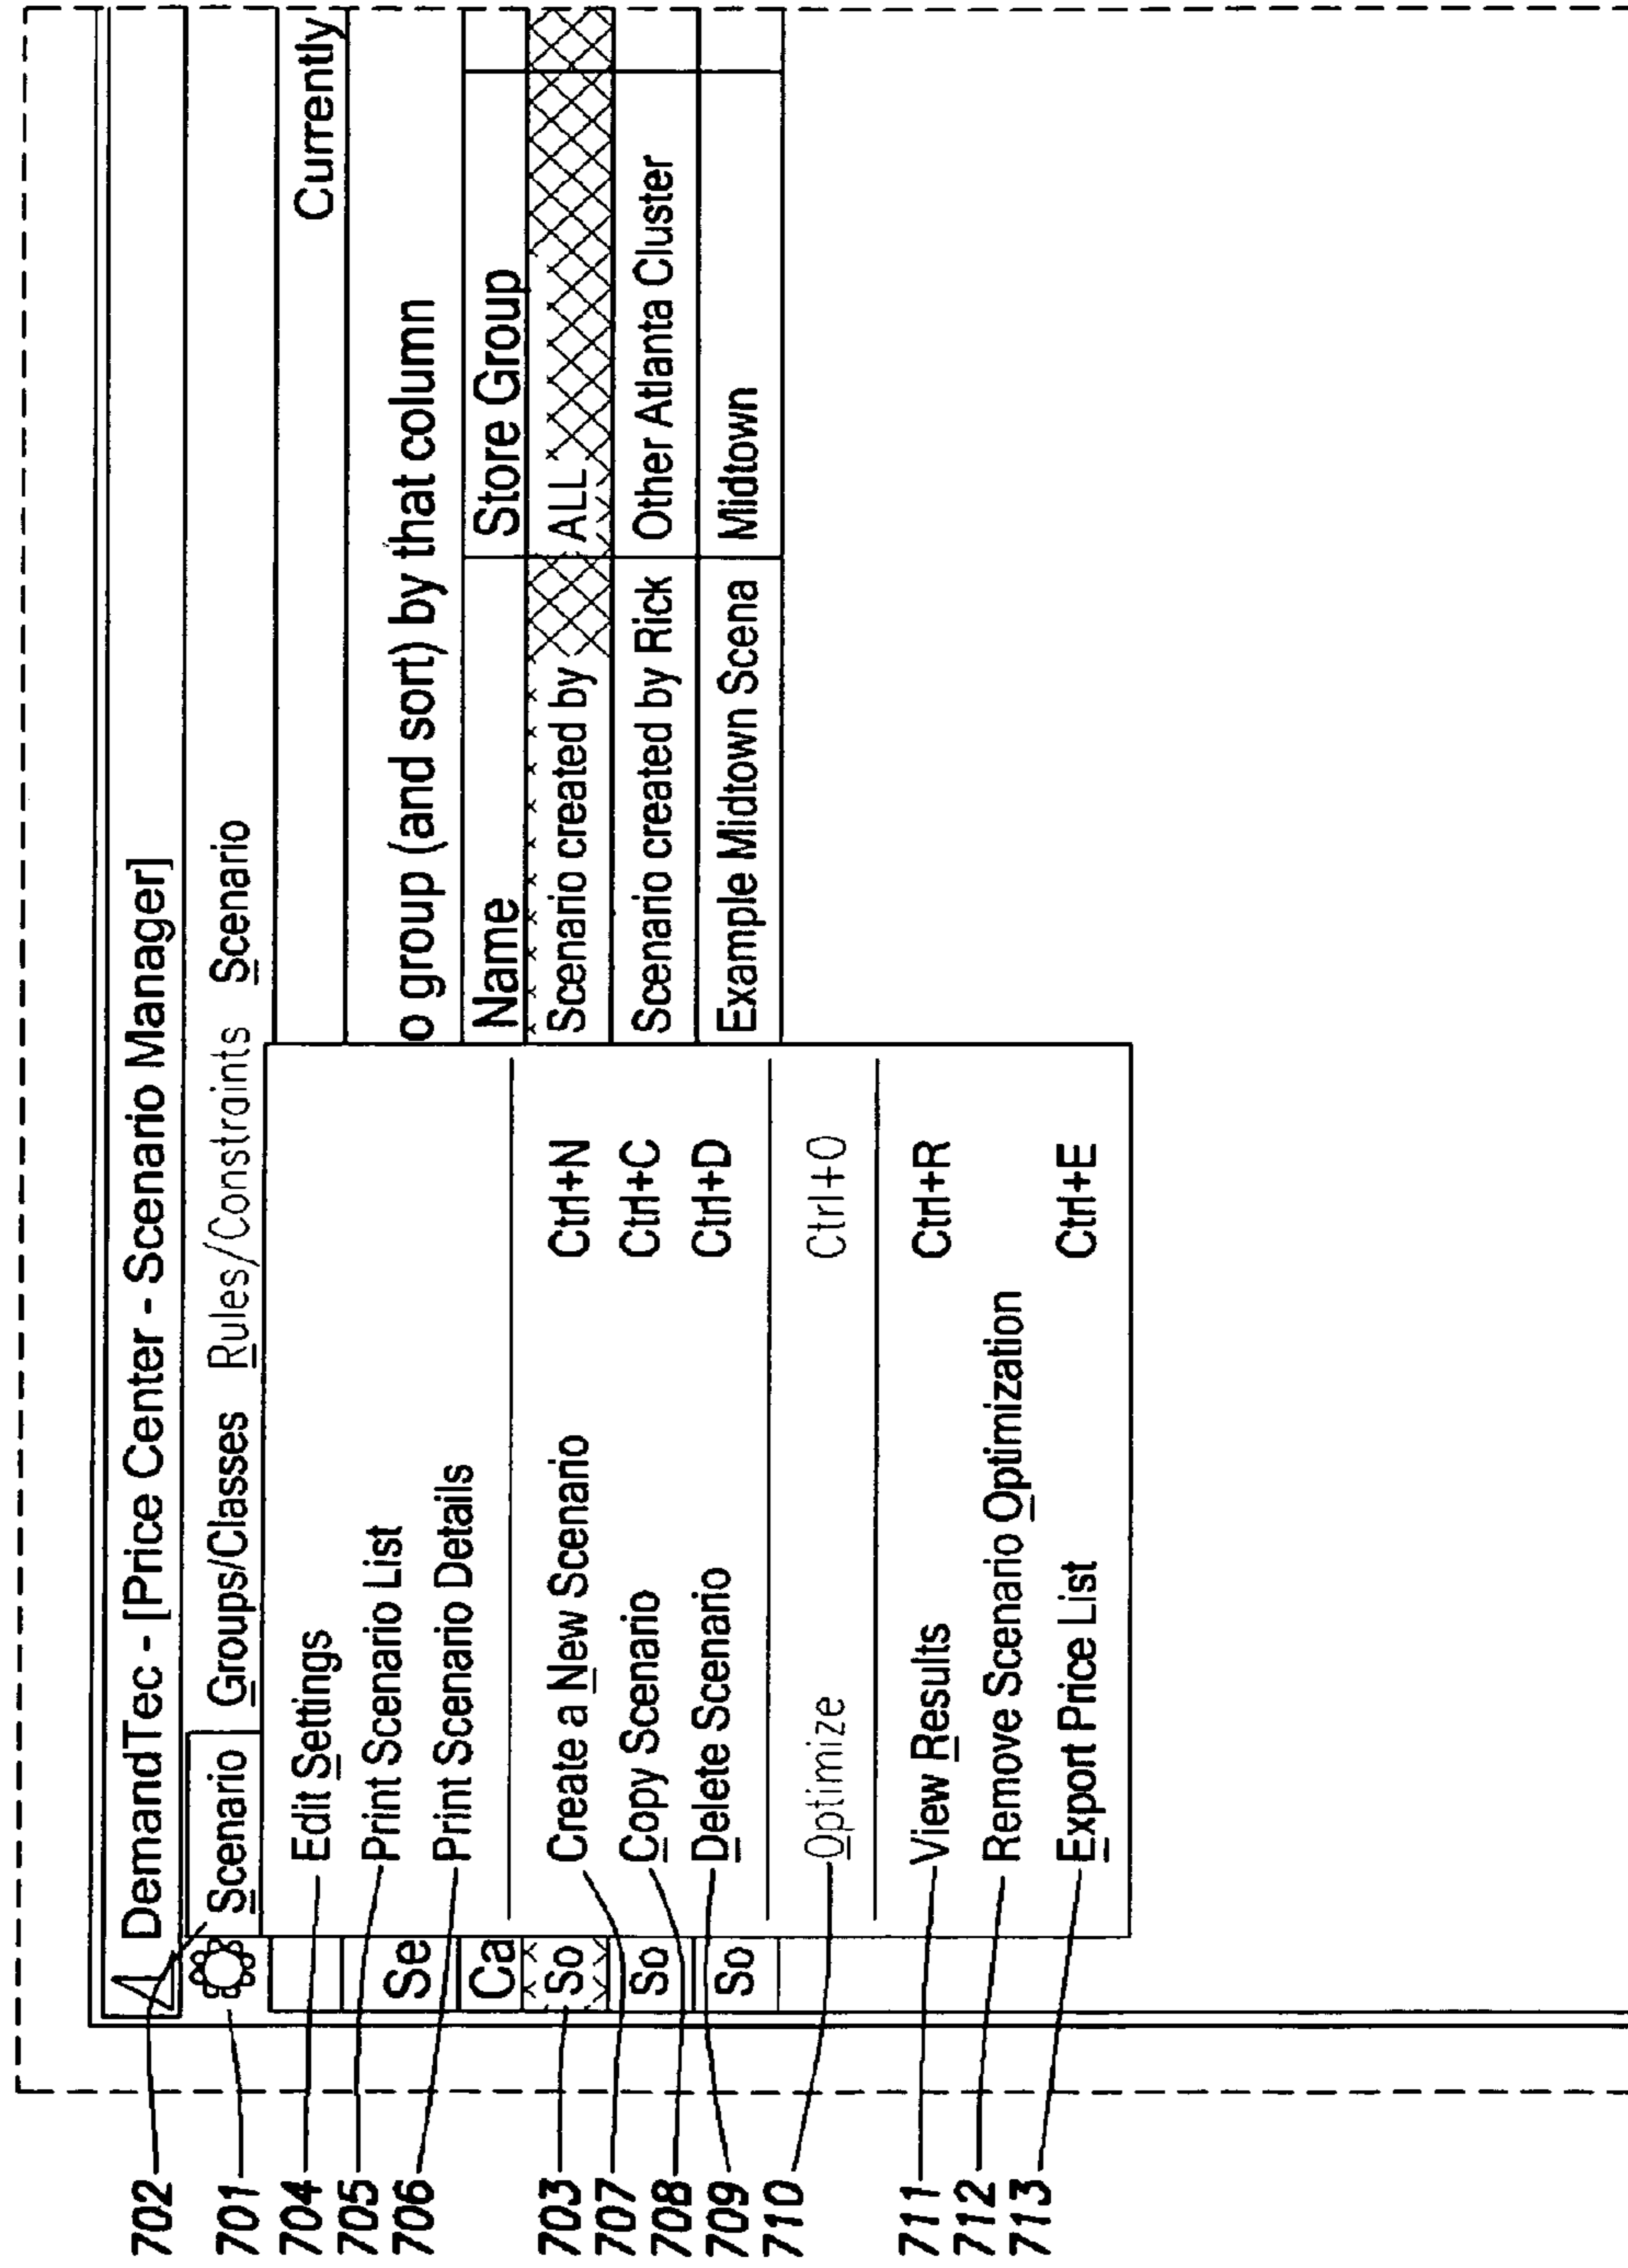 702 DemandTec - [Price Center - Scenario Manager]
701 Scenario Groups/Classes Rules/Constraints Scenario
Currently
704 Edit Settings
705 Print Scenario List
706 Print Scenario Details
Se o group (and sort) by that column
Ca Name Store Group
703 So Scenario created by ALL
So Scenario created by Rick Other Atlanta Cluster
So Example Midtown Scena Midtown
707 Create a New Scenario Ctrl+N
708 Copy Scenario Ctrl+C
709 Delete Scenario Ctrl+D
710 Optimize Ctrl+O
711 View Results Ctrl+R
712 Remove Scenario Optimization
713 Export Price List Ctrl+E